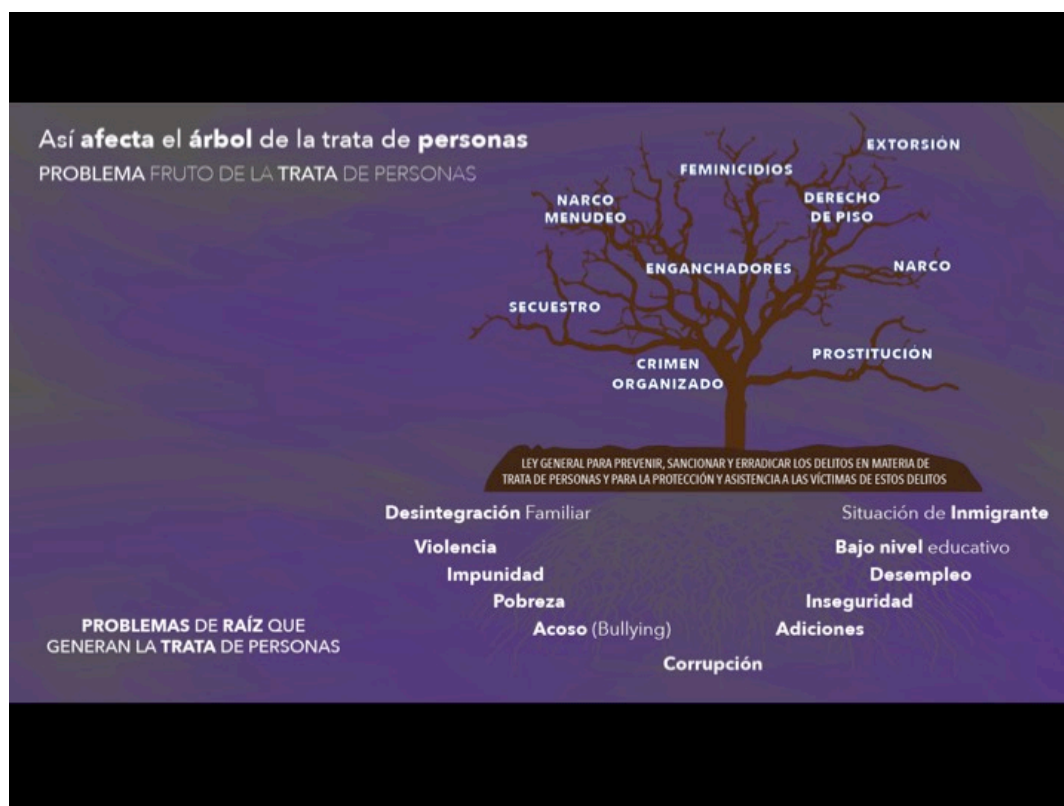 Así afecta el árbol de la trata de personas
PROBLEMA FRUTO DE LA TRATA DE PERSONAS
EXTORSIÓN
FEMINICIDIOS
NARCO
MENUDEO
DERECHO
DE PISO
ENGANCHADORES
NARCO
SECUESTRO
PROSTITUCIÓN
CRIMEN
ORGANIZADO
LEY GENERAL PARA PREVENIR, SANCIONAR Y ERRADICAR LOS DELITOS EN MATERIA DE
TRATA DE PERSONAS Y PARA LA PROTECCIÓN Y ASISTENCIA A LAS VÍCTIMAS DE ESTOS DELITOS
Desintegración Familiar
Situación de Inmigrante
Violencia
Bajo nivel educativo
Impunidad
Desempleo
Pobreza
Inseguridad
Acoso (Bullying)
Adiciones
Corrupción
PROBLEMAS DE RAÍZ QUE
GENERAN LA TRATA DE PERSONAS